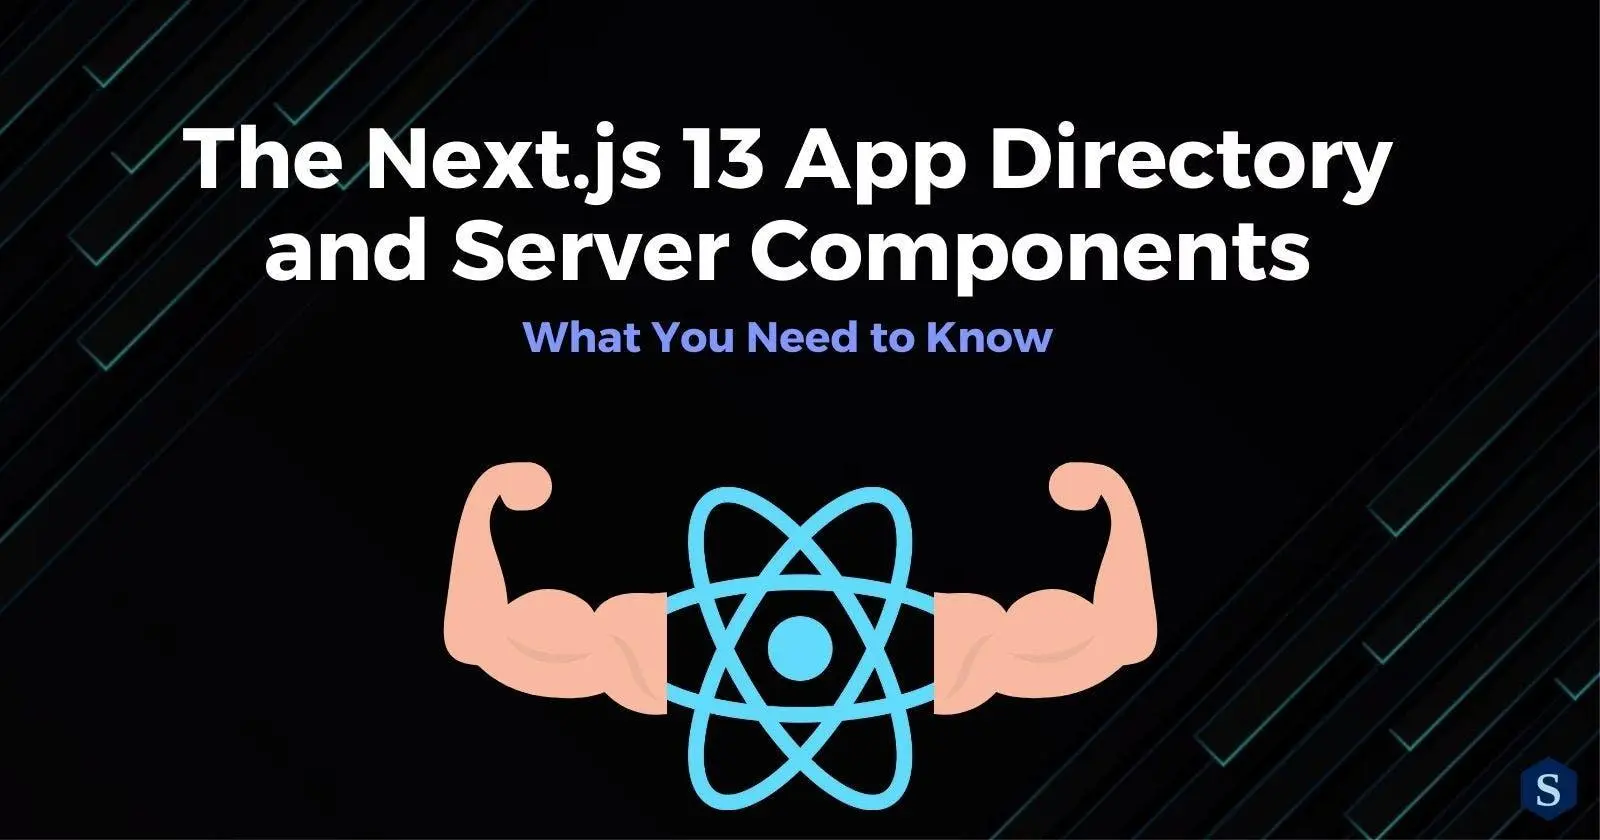 The Next.js 13 App Directory
and Server Components
What You Need to Know
S